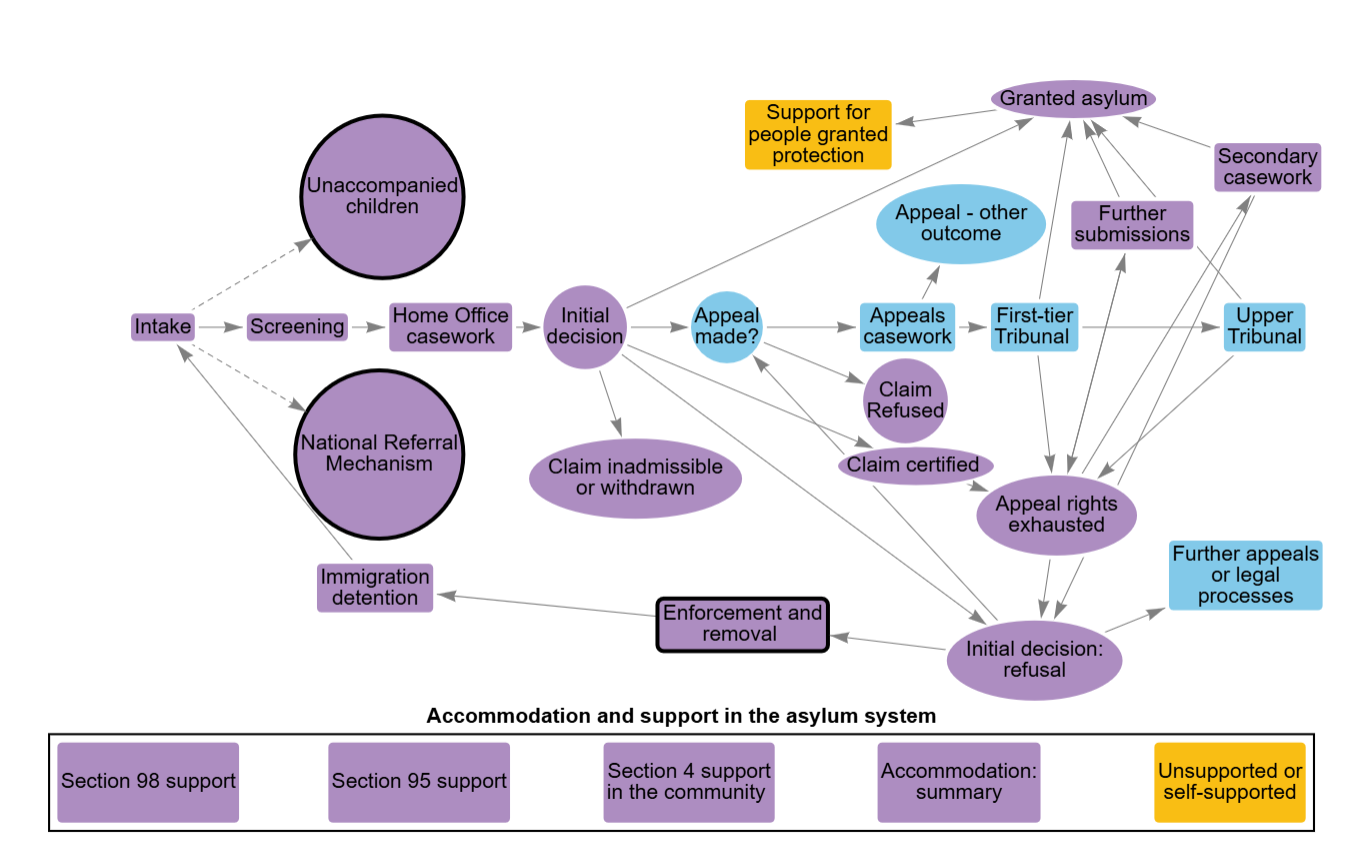 Granted asylum
Support for
people granted
protection
Secondary
casework
Unaccompanied
children
Appeal - other
outcome
Further
submissions
Intake
Screening
Home Office
casework
Initial
decision
Appeal
made?
Appeals
casework
First-tier
Tribunal
Upper
Tribunal
Claim
Refused
National Referral
Mechanism
Claim inadmissible
or withdrawn
Claim certified
Appeal rights
exhausted
Immigration
detention
Further appeals
or legal
processes
Enforcement and
removal
Initial decision:
refusal
Accommodation and support in the asylum system
Section 98 support
Section 95 support
Section 4 support
in the community
Accommodation:
summary
Unsupported or
self-supported